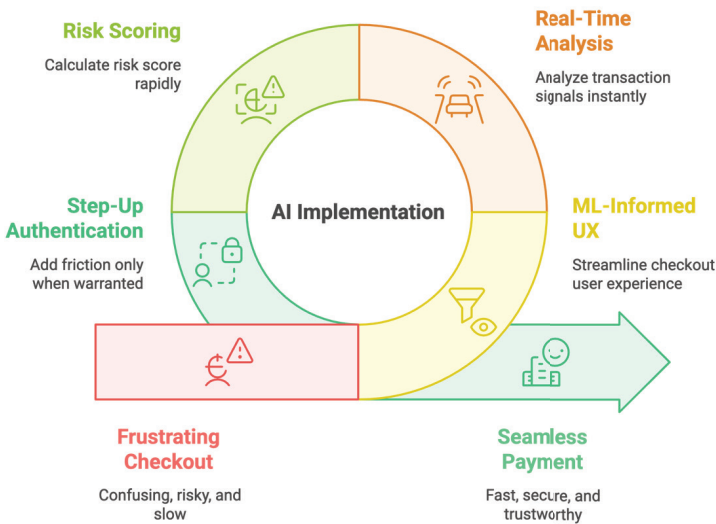 Risk Scoring
Calculate risk score
rapidly
Real-Time
Analysis
Analyze transaction
signals instantly
Step-Up
Authentication
Add friction only
when warranted
AI Implementation
ML-Informed
UX
Streamline checkout
user experience
Frustrating
Checkout
Confusing, risky, and
slow
Seamless
Payment
Fast, secure, and
trustworthy